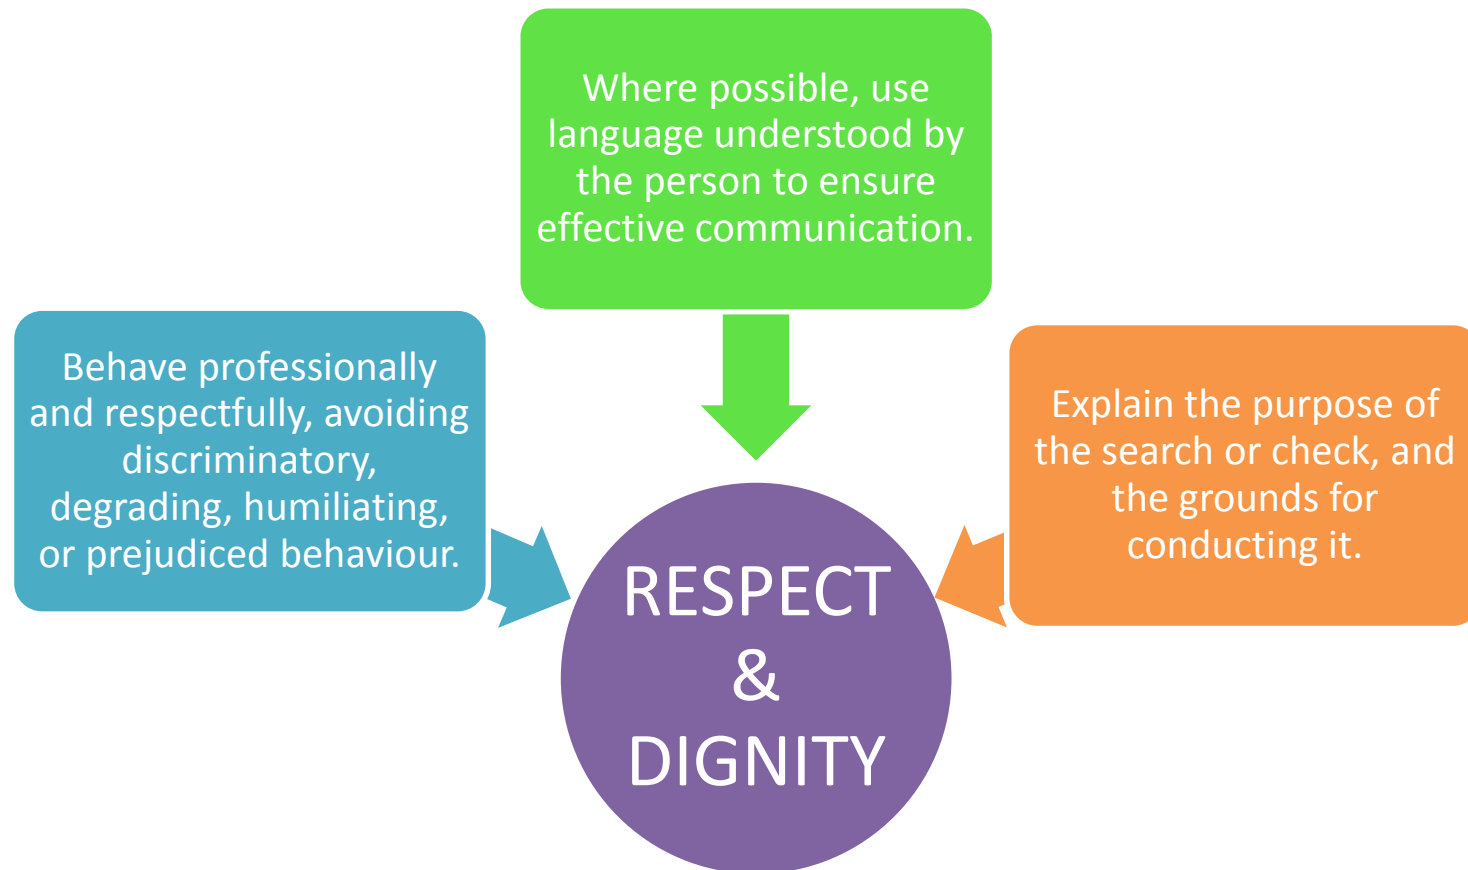 Where possible, use
language understood by
the person to ensure
effective communication.
Behave professionally
and respectfully, avoiding
discriminatory,
degrading, humiliating,
or prejudiced behaviour.
Explain the purpose of
the search or check, and
the grounds for
conducting it.
RESPECT
&
DIGNITY